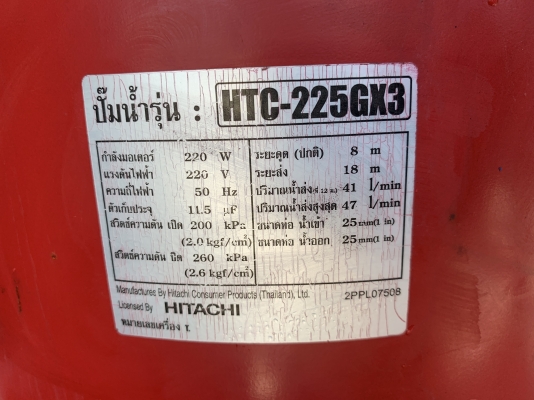 ปั๊มน้ำรุ่น : HTC-225GX3
กำลังมอเตอร์ 220 W
แรงดันไฟฟ้า 220 V
ความถี่ไฟฟ้า 50 Hz
ตัวเก็บประจุ 11.5 µF
สวิตช์ความดัน เปิด 200 kPa
(2.0 kgf/cm²)
สวิตช์ความดัน ปิด 260 kPa
(2.6 kgf/cm²)
ระยะดูด (ปกติ) 8 m
ระยะส่ง 18 m
ปริมาณน้ำส่ง(ที่ 12 ม.) 41 l/min
ปริมาณน้ำส่งสูงสุด 47 l/min
ขนาดท่อ น้ำเข้า 25 mm(1 in)
ขนาดท่อ น้ำออก 25 mm(1 in)
Manufactures By Hitachi Consumer Products (Thailand), Ltd. 2PPL07508
Licensed By HITACHI
หมายเลขเครื่อง T.